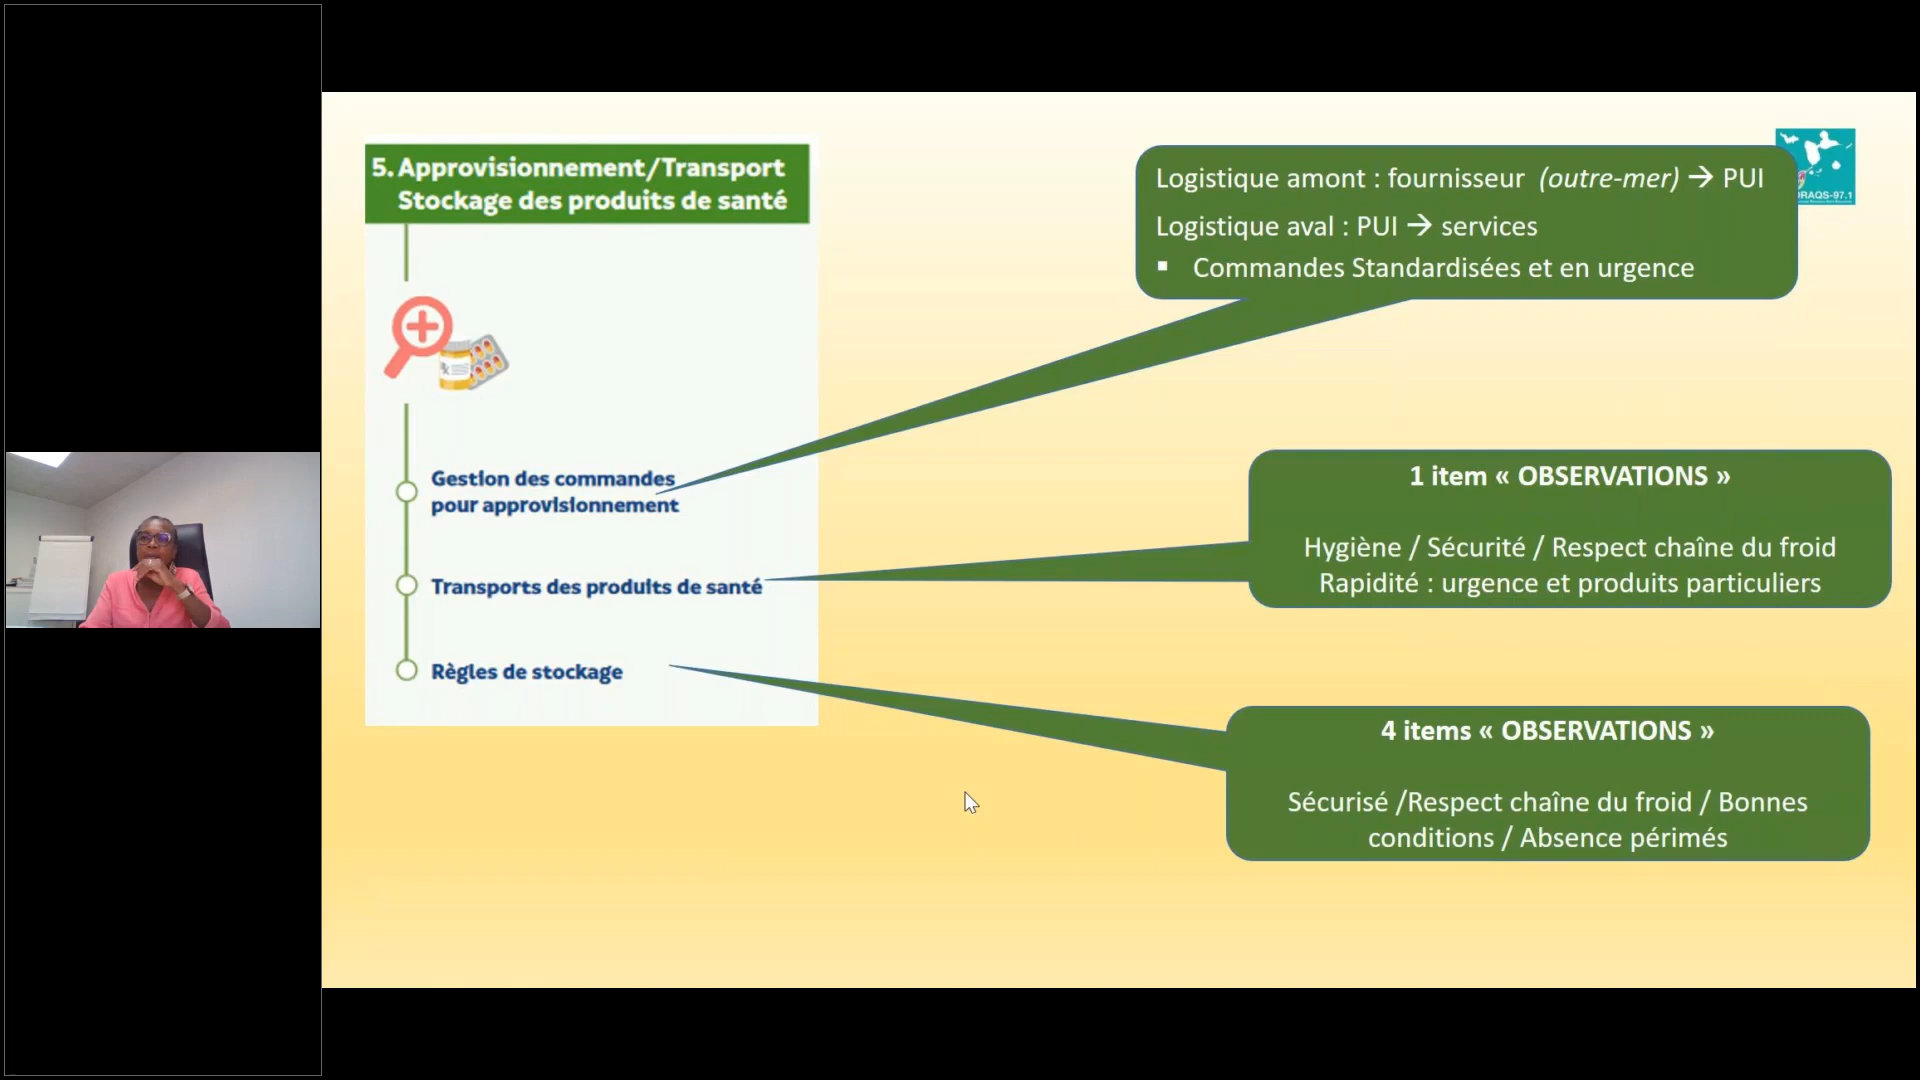 5. Approvisionnement/Transport
Stockage des produits de santé
Gestion des commandes
pour approvisionnement
Transports des produits de santé
Règles de stockage
Logistique amont : fournisseur (outre-mer) → PUI
Logistique aval : PUI → services
▪ Commandes Standardisées et en urgence
ORAQS-97.1
1 item « OBSERVATIONS »
Hygiène / Sécurité / Respect chaîne du froid
Rapidité : urgence et produits particuliers
4 items « OBSERVATIONS »
Sécurisé /Respect chaîne du froid / Bonnes
conditions / Absence périmés